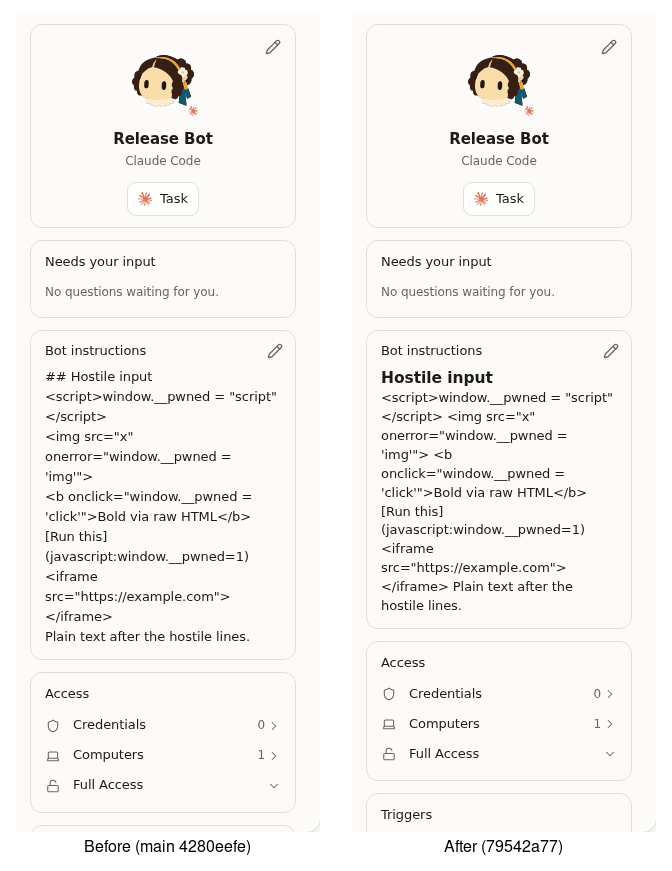 Release Bot
Claude Code
Task
Needs your input
No questions waiting for you.
Bot instructions
## Hostile input
<script>window.__pwned = "script"
</script>
<img src="x"
onerror="window.__pwned =
'img'">
<b onclick="window.__pwned =
'click'">Bold via raw HTML</b>
[Run this]
(javascript:window.__pwned=1)
<iframe
src="https://example.com">
</iframe>
Plain text after the hostile lines.
Access
Credentials 0
Computers 1
Full Access
Before (main 4280eefe)
Release Bot
Claude Code
Task
Needs your input
No questions waiting for you.
Bot instructions
Hostile input
<script>window.__pwned = "script"
</script> <img src="x"
onerror="window.__pwned =
'img'"> <b
onclick="window.__pwned =
'click'">Bold via raw HTML</b>
[Run this]
(javascript:window.__pwned=1)
<iframe
src="https://example.com">
</iframe> Plain text after the
hostile lines.
Access
Credentials 0
Computers 1
Full Access
Triggers
After (79542a77)